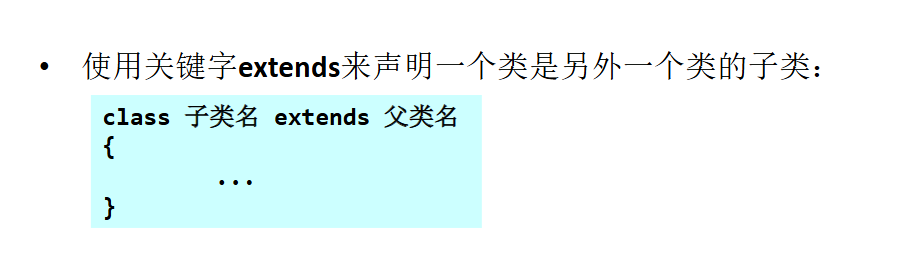 • 使用关键字extends来声明一个类是另外一个类的子类：
class 子类名 extends 父类名
{
...
}